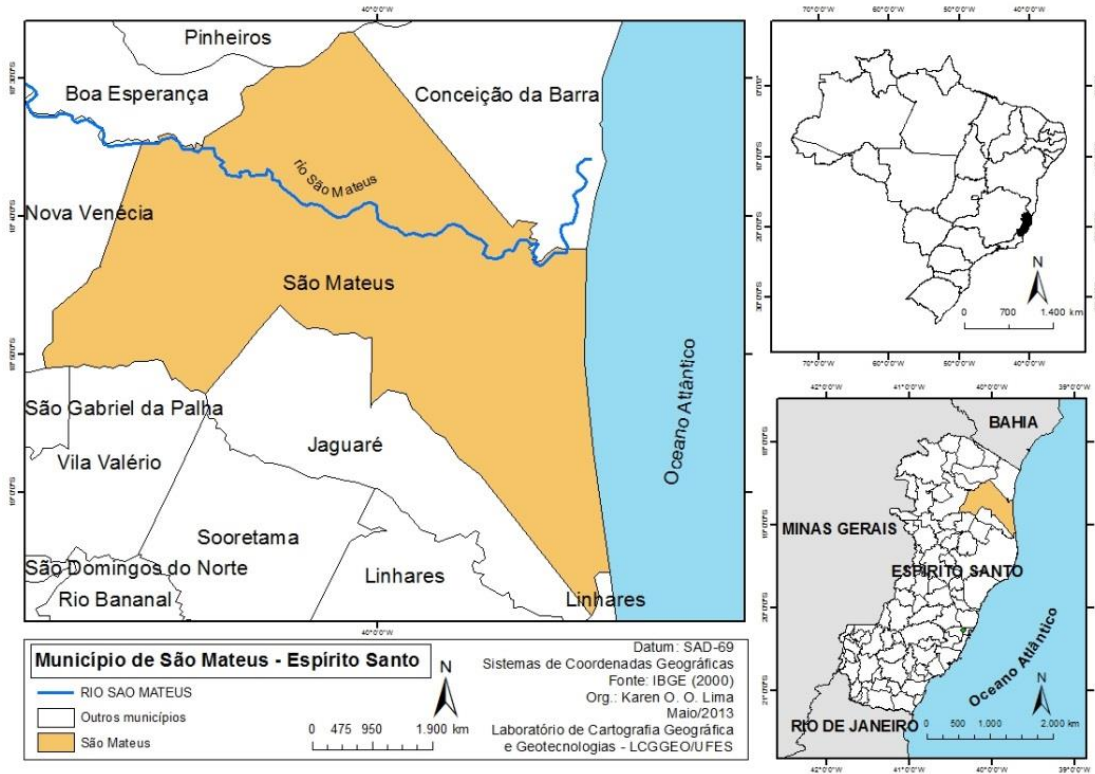 40°0'0"W
Pinheiros
Boa Esperança
Conceição da Barra
rio São Mateus
Nova Venécia
São Mateus
São Gabriel da Palha
Vila Valério
Jaguaré
Sooretama
São Domingos do Norte
Rio Bananal
Linhares
Linhares
Oceano Atlântico
40°0'0"W
Município de São Mateus - Espírito Santo
RIO SAO MATEUS
Outros municípios
São Mateus
N
0 475 950 1.900 km
Datum: SAD-69
Sistemas de Coordenadas Geográficas
Fonte: IBGE (2000)
Org.: Karen O. O. Lima
Maio/2013
Laboratório de Cartografia Geográfica
e Geotecnologias - LCGGEO/UFES
70°0'0"W 60°0'0"W 50°0'0"W 40°0'0"W
N
0 700 1.400 km
70°0'0"W 60°0'0"W 50°0'0"W 40°0'0"W
42°0'0"W 41°0'0"W 40°0'0"W 39°0'0"W
BAHIA
MINAS GERAIS
ESPÍRITO SANTO
Oceano Atlântico
RIO DE JANEIRO
N
0 500 1.000 2.000 km
42°0'0"W 41°0'0"W 40°0'0"W 39°0'0"W